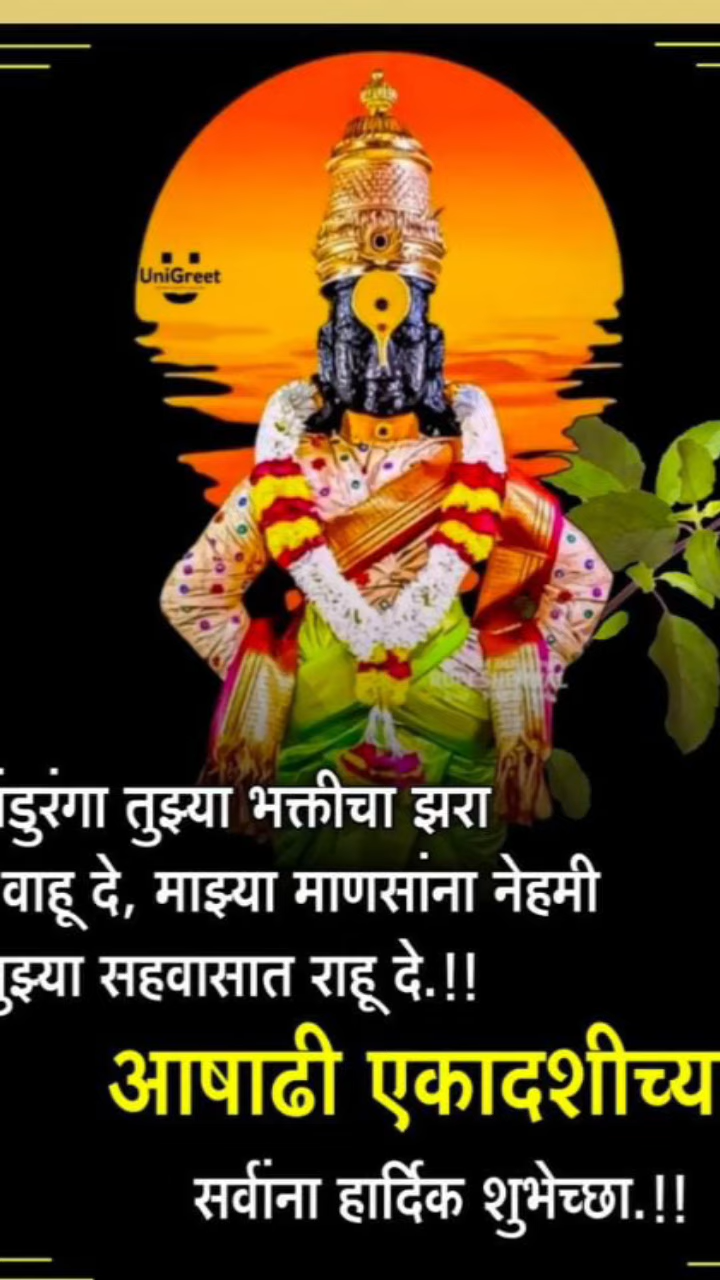 UniGreet
ांडुरंगा तुझ्या भक्तीचा झरा
वाहू दे, माझ्या माणसांना नेहमी
ुझ्या सहवासात राहू दे.!!
आषाढी एकादशीच्य
सर्वांना हार्दिक शुभेच्छा.!!